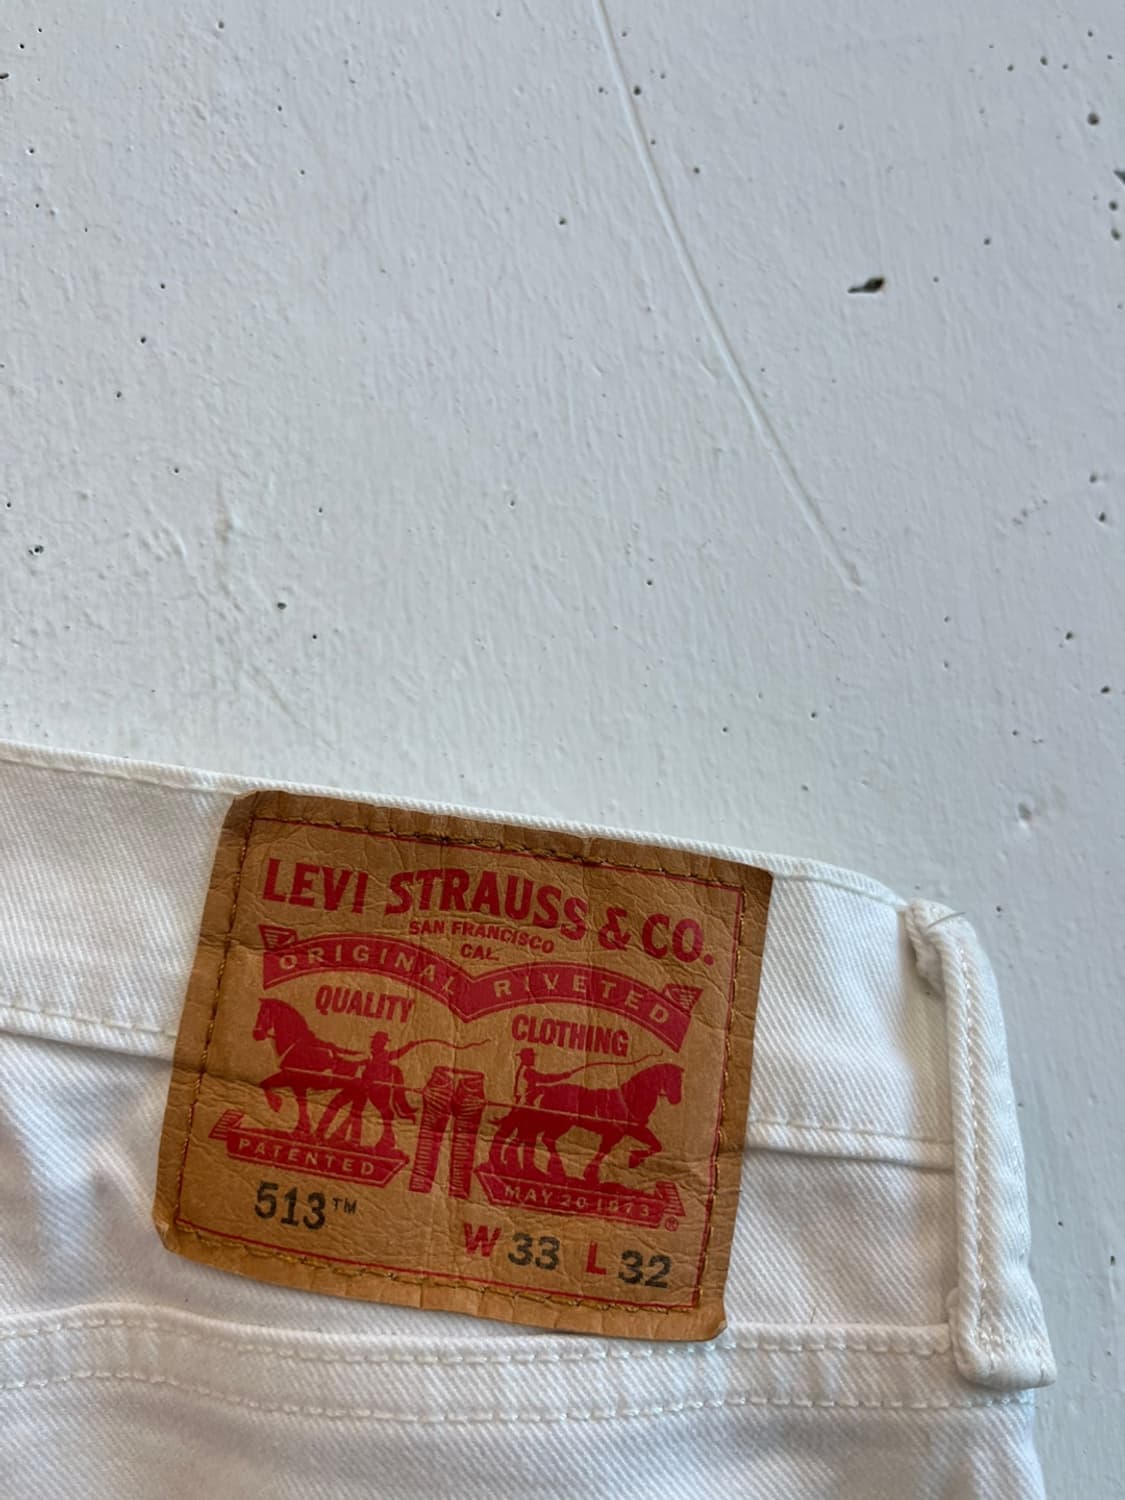 LEVI STRAUSS & CO.
SAN FRANCISCO
CAL.
ORIGINAL RIVETED
QUALITY
CLOTHING
PATENTED
MAY 20 1873
®
513™
W 33 L 32